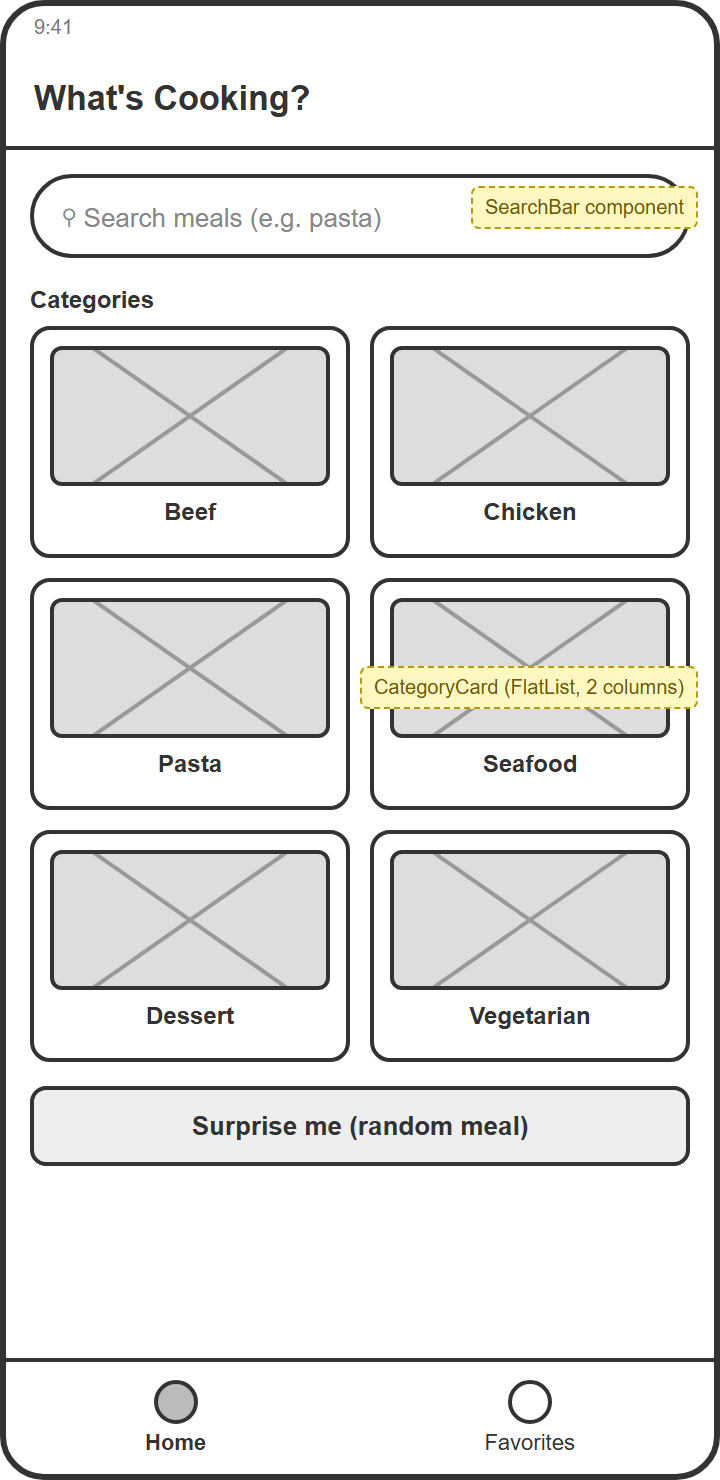 9:41
What's Cooking?
⚲ Search meals (e.g. pasta)
SearchBar component
Categories
Beef
Chicken
Pasta
CategoryCard (FlatList, 2 columns)
Seafood
Dessert
Vegetarian
Surprise me (random meal)
Home
Favorites